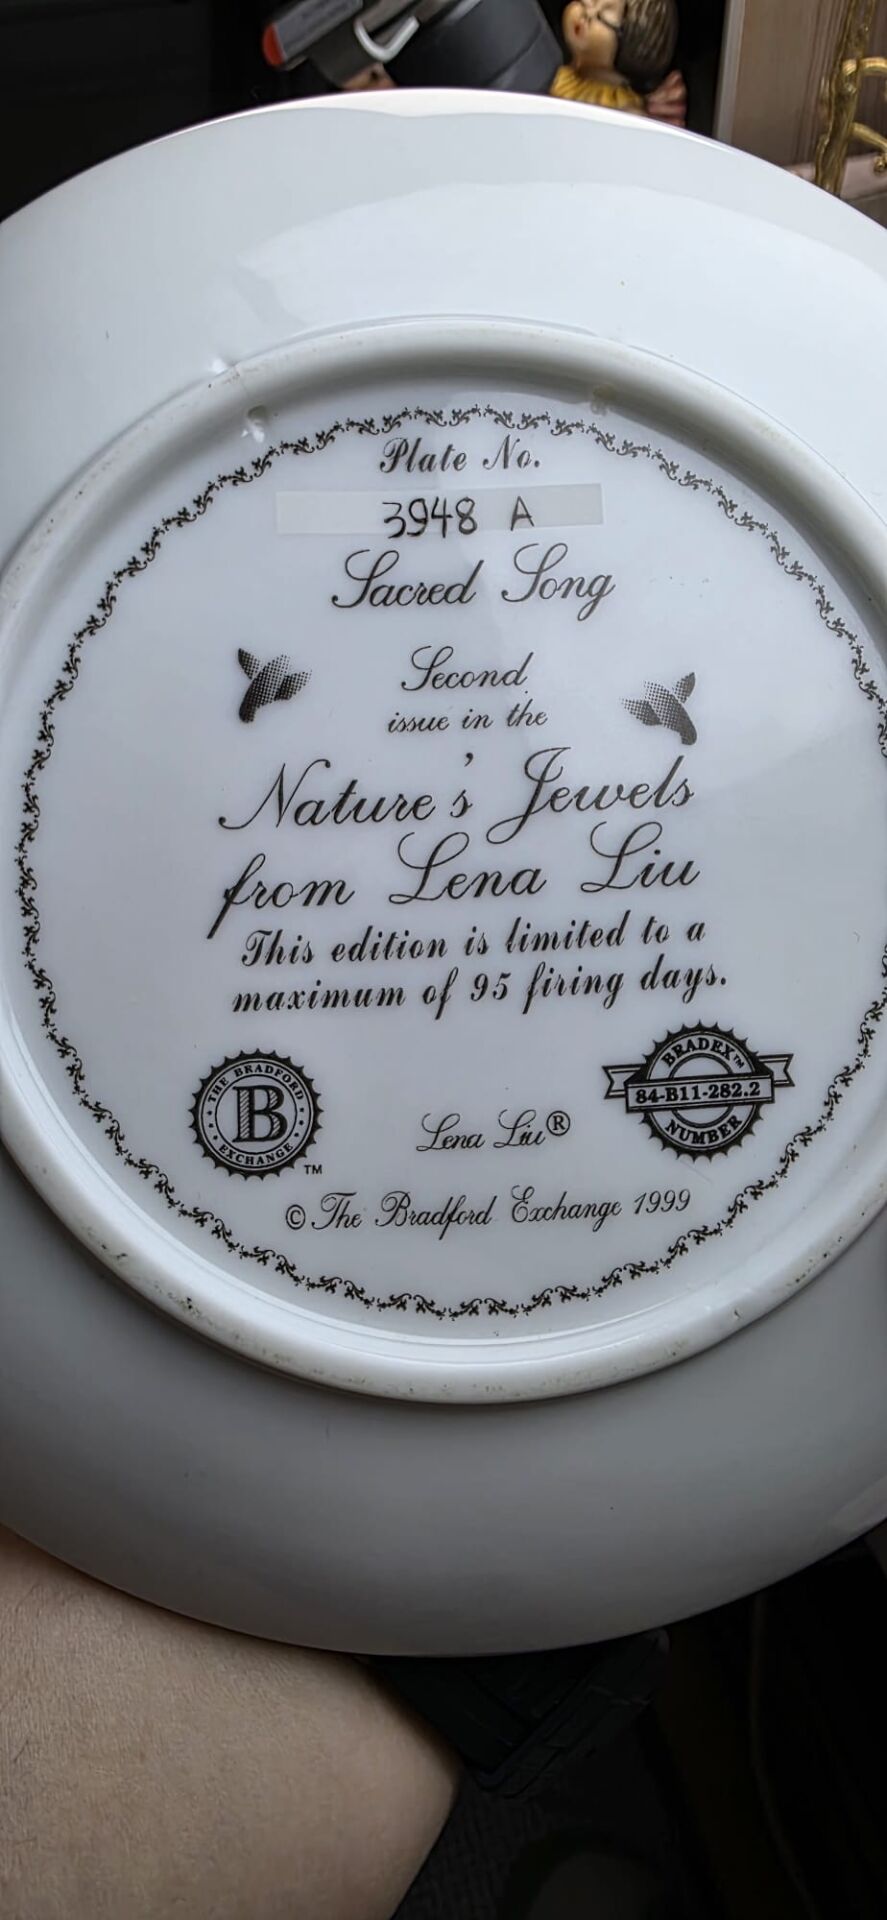 Plate No.
3948 A
Sacred Song
Second
issue in the
Nature's Jewels
from Lena Liu
This edition is limited to a
maximum of 95 firing days.
THE BRADFORD
B
EXCHANGE
TM
Lena Liu®
BRADEX™
84-B11-282.2
NUMBER
© The Bradford Exchange 1999